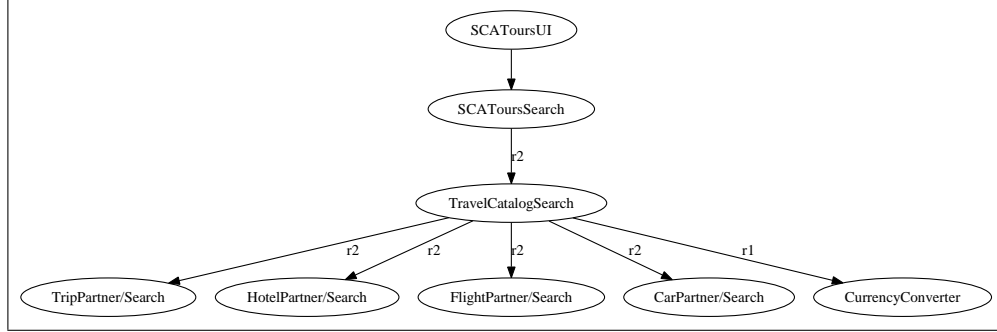 SCAToursUI
SCAToursSearch
r2
TravelCatalogSearch
r2
r2
r2
r2
r1
TripPartner/Search
HotelPartner/Search
FlightPartner/Search
CarPartner/Search
CurrencyConverter